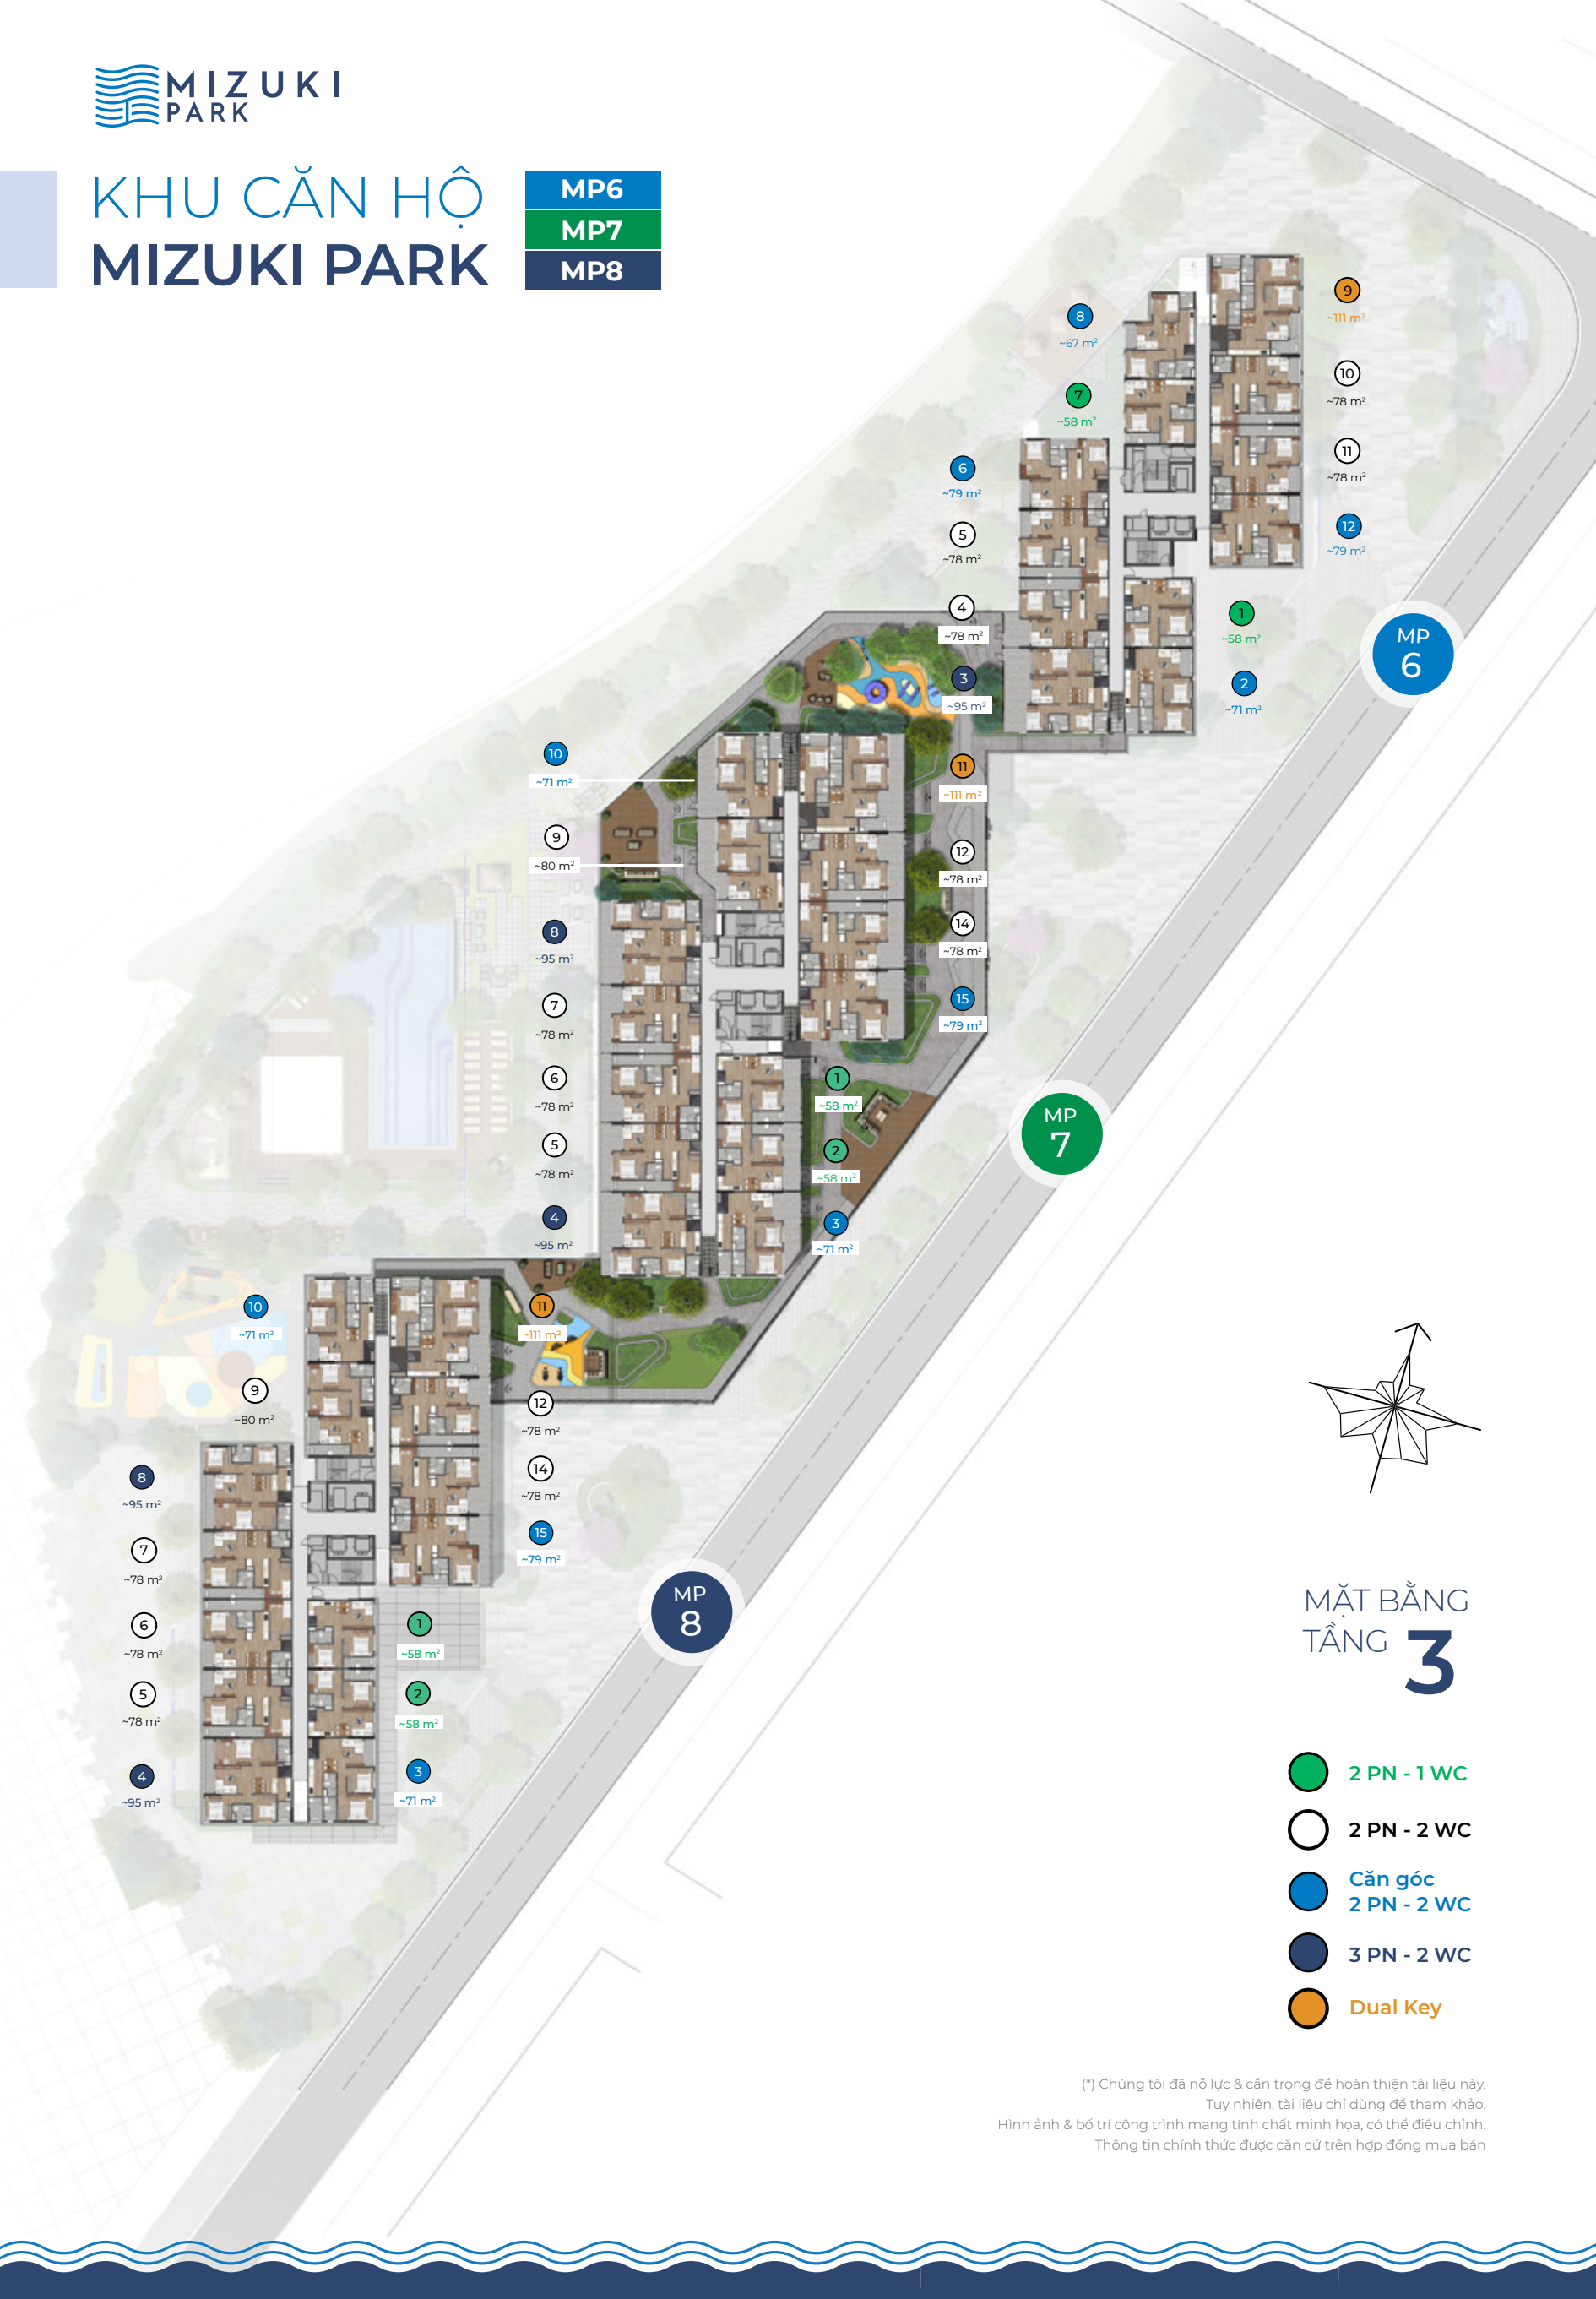 MIZUKI
PARK
KHU CĂN HỘ
MIZUKI PARK
MP6
MP7
MP8
9
~111 m²
8
~67 m²
10
~78 m²
7
~58 m²
11
~78 m²
6
~79 m²
12
~79 m²
5
~78 m²
4
~78 m²
1
~58 m²
3
~95 m²
2
~71 m²
MP
6
10
~71 m²
11
~111 m²
9
~80 m²
12
~78 m²
8
~95 m²
14
~78 m²
7
~78 m²
15
~79 m²
6
~78 m²
1
~58 m²
5
~78 m²
2
~58 m²
4
~95 m²
3
~71 m²
MP
7
10
~71 m²
11
~111 m²
9
~80 m²
12
~78 m²
8
~95 m²
14
~78 m²
7
~78 m²
15
~79 m²
6
~78 m²
1
~58 m²
5
~78 m²
2
~58 m²
4
~95 m²
3
~71 m²
MP
8
MẶT BẰNG
TẦNG 3
2 PN - 1 WC
2 PN - 2 WC
Căn góc
2 PN - 2 WC
3 PN - 2 WC
Dual Key
(*) Chúng tôi đã nỗ lực & cẩn trọng để hoàn thiện tài liệu này.
Tuy nhiên, tài liệu chỉ dùng để tham khảo.
Hình ảnh & bố trí công trình mang tính chất minh họa, có thể điều chỉnh.
Thông tin chính thức được căn cứ trên hợp đồng mua bán